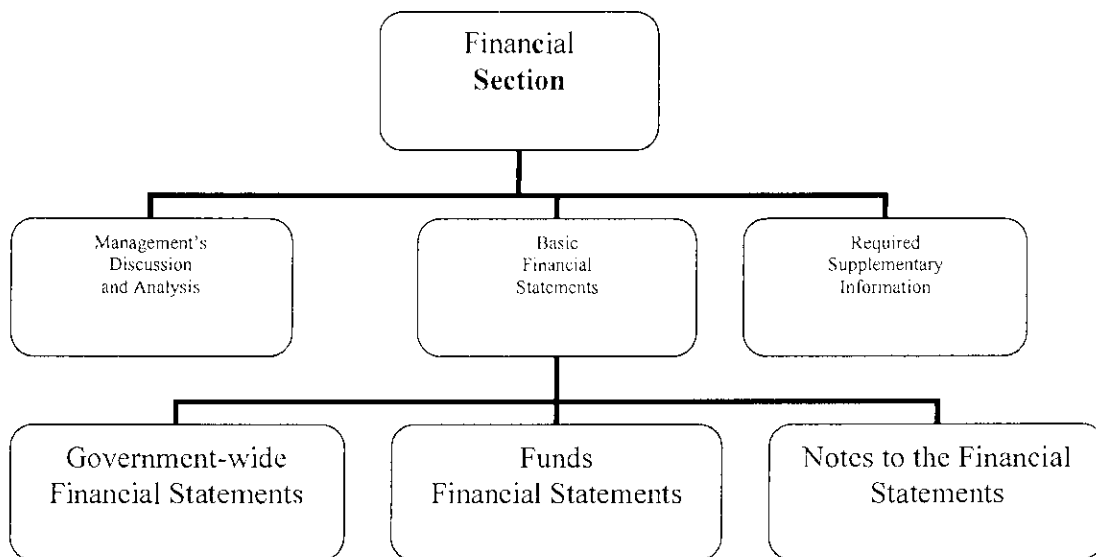 Financial
Section
Management's
Discussion
and Analysis
Basic
Financial
Statements
Required
Supplementary
Information
Government-wide
Financial Statements
Funds
Financial Statements
Notes to the Financial
Statements